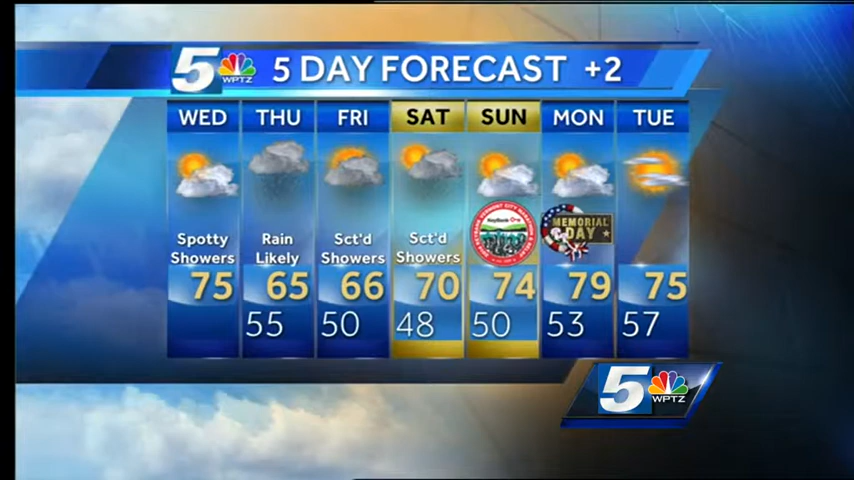 5 WPTZ 5 DAY FORECAST +2
WED THU FRI SAT SUN MON TUE
KeyBank
MEMORIAL
DAY
Spotty Rain Sct'd Sct'd
Showers Likely Showers Showers
75 65 66 70 74 79 75
55 50 48 50 53 57
5 WPTZ